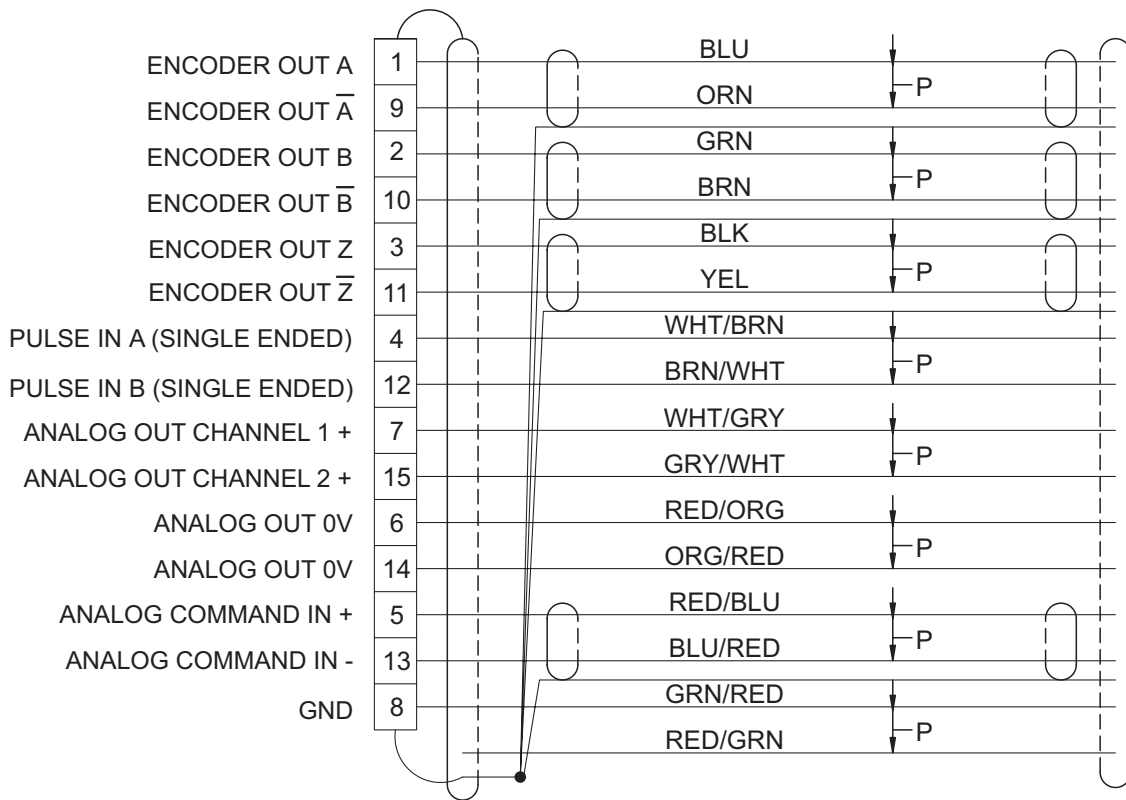 ENCODER OUT A 1 BLU
P
ENCODER OUT A̅ 9 ORN
ENCODER OUT B 2 GRN
P
ENCODER OUT B̅ 10 BRN
ENCODER OUT Z 3 BLK
P
ENCODER OUT Z̅ 11 YEL
PULSE IN A (SINGLE ENDED) 4 WHT/BRN
P
PULSE IN B (SINGLE ENDED) 12 BRN/WHT
ANALOG OUT CHANNEL 1 + 7 WHT/GRY
P
ANALOG OUT CHANNEL 2 + 15 GRY/WHT
ANALOG OUT 0V 6 RED/ORG
P
ANALOG OUT 0V 14 ORG/RED
ANALOG COMMAND IN + 5 RED/BLU
P
ANALOG COMMAND IN - 13 BLU/RED
GND 8 GRN/RED
P
RED/GRN